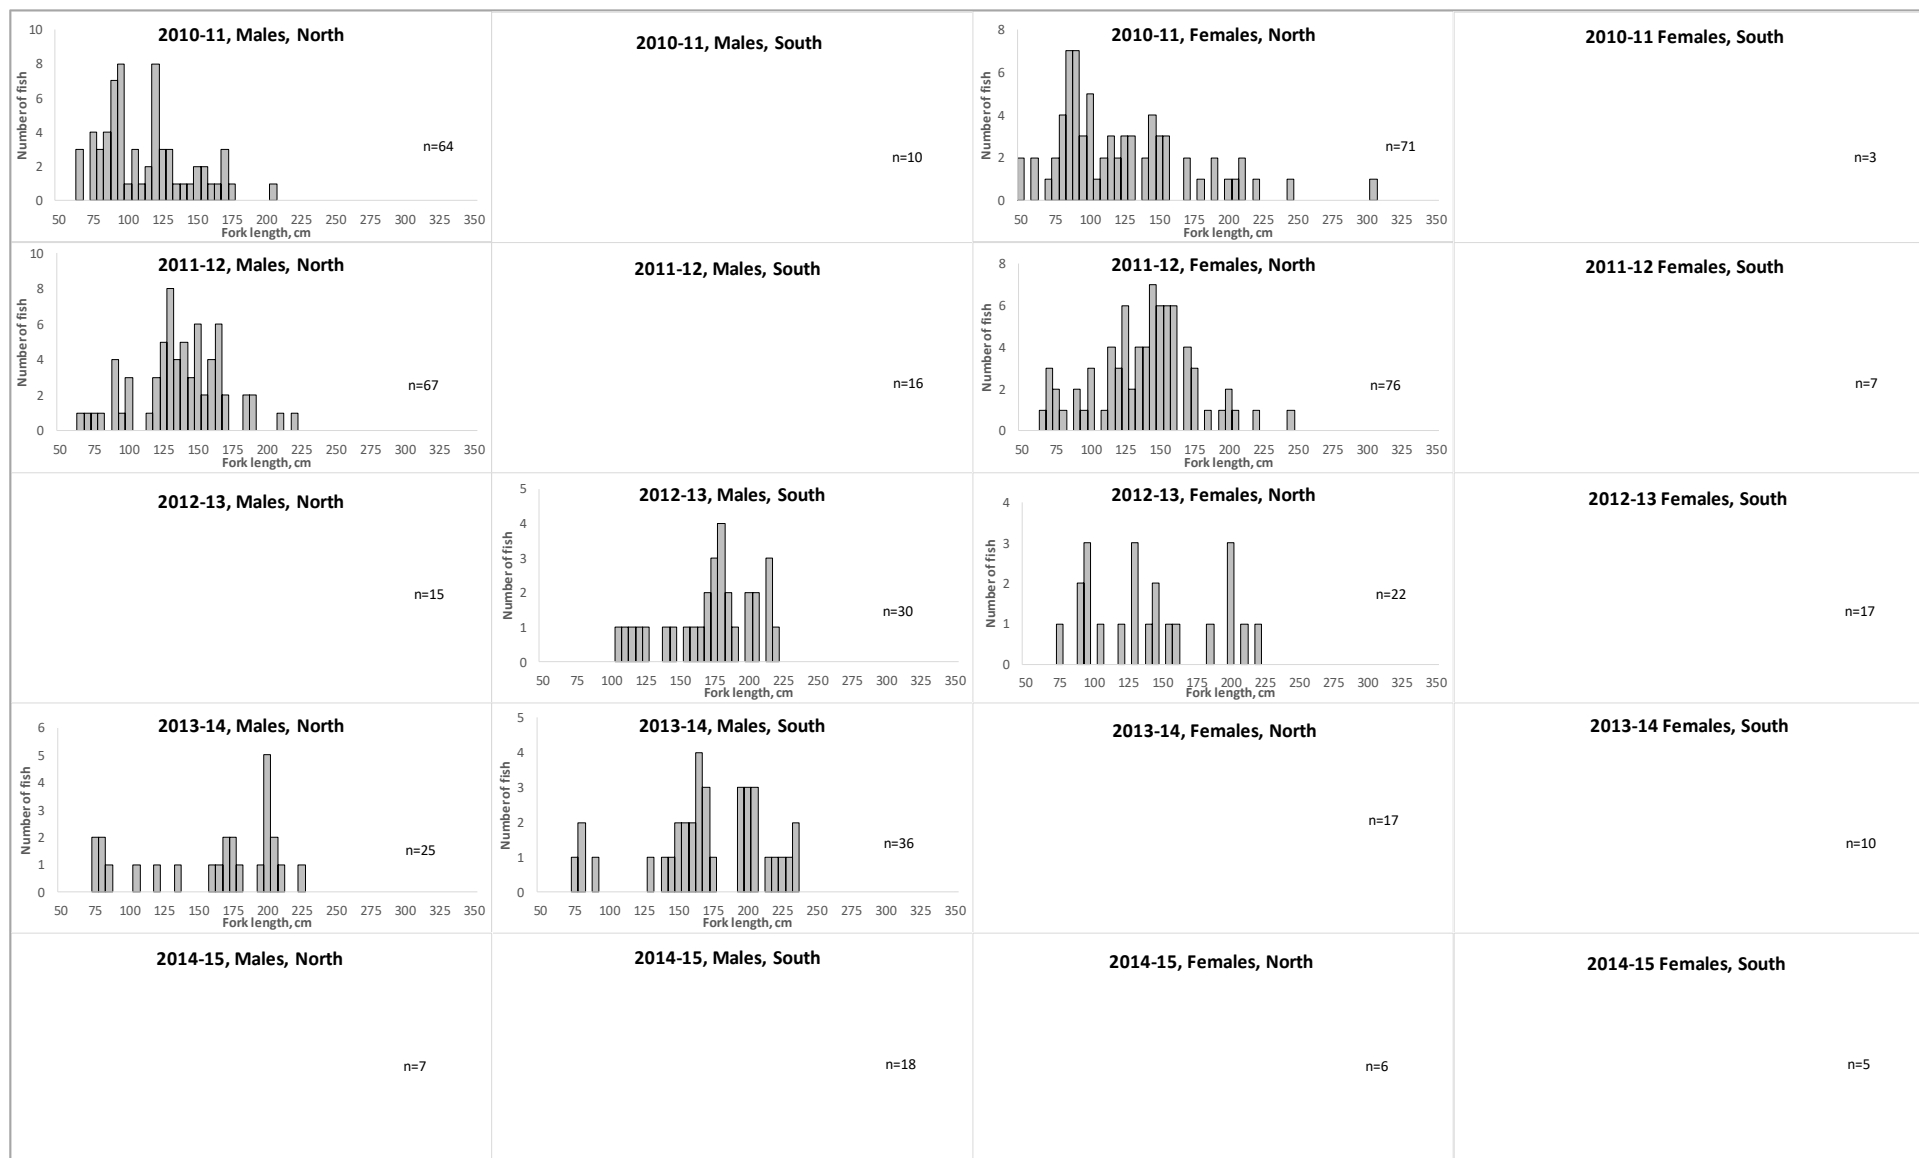 2010-11, Males, North
Number of fish
10
8
6
4
2
0
n=64
50 75 100 125 150 175 200 225 250 275 300 325 350
Fork length, cm
2010-11, Males, South
n=10
2010-11, Females, North
Number of fish
8
6
4
2
0
n=71
50 75 100 125 150 175 200 225 250 275 300 325 350
Fork length, cm
2010-11 Females, South
n=3
2011-12, Males, North
Number of fish
10
8
6
4
2
0
n=67
50 75 100 125 150 175 200 225 250 275 300 325 350
Fork length, cm
2011-12, Males, South
n=16
2011-12, Females, North
Number of fish
8
6
4
2
0
n=76
50 75 100 125 150 175 200 225 250 275 300 325 350
Fork length, cm
2011-12 Females, South
n=7
2012-13, Males, North
n=15
2012-13, Males, South
Number of fish
5
4
3
2
1
0
n=30
50 75 100 125 150 175 200 225 250 275 300 325 350
Fork length, cm
2012-13, Females, North
Number of fish
4
3
2
1
0
n=22
50 75 100 125 150 175 200 225 250 275 300 325 350
Fork length, cm
2012-13 Females, South
n=17
2013-14, Males, North
Number of fish
6
5
4
3
2
1
0
n=25
50 75 100 125 150 175 200 225 250 275 300 325 350
Fork length, cm
2013-14, Males, South
Number of fish
5
4
3
2
1
0
n=36
50 75 100 125 150 175 200 225 250 275 300 325 350
Fork length, cm
2013-14, Females, North
n=17
2013-14 Females, South
n=10
2014-15, Males, North
n=7
2014-15, Males, South
n=18
2014-15, Females, North
n=6
2014-15 Females, South
n=5